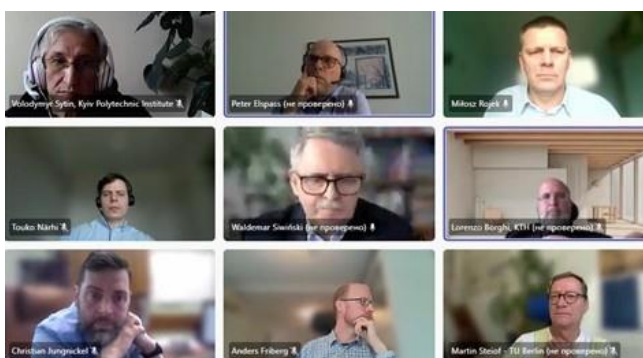 Volodymyr Sytin, Kyiv Polytechnic Institute
Peter Elspass (не проверено)
Miłosz Rojek
Touko Närhi
Waldemar Siwiński (не проверено)
Lorenzo Borghi, KTH (не проверено)
Christian Jungnickel
Anders Friberg
Martin Steiof - TU Berlin (не проверено)